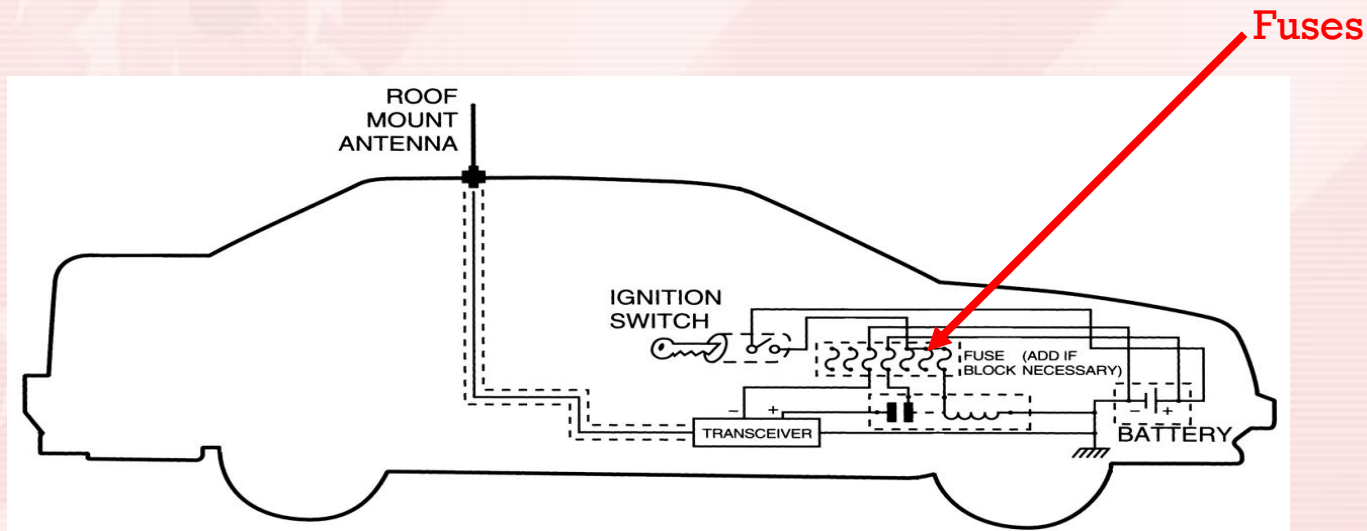 Fuses
ROOF
MOUNT
ANTENNA
IGNITION
SWITCH
FUSE (ADD IF
BLOCK NECESSARY)
− +
TRANSCEIVER
− +
BATTERY